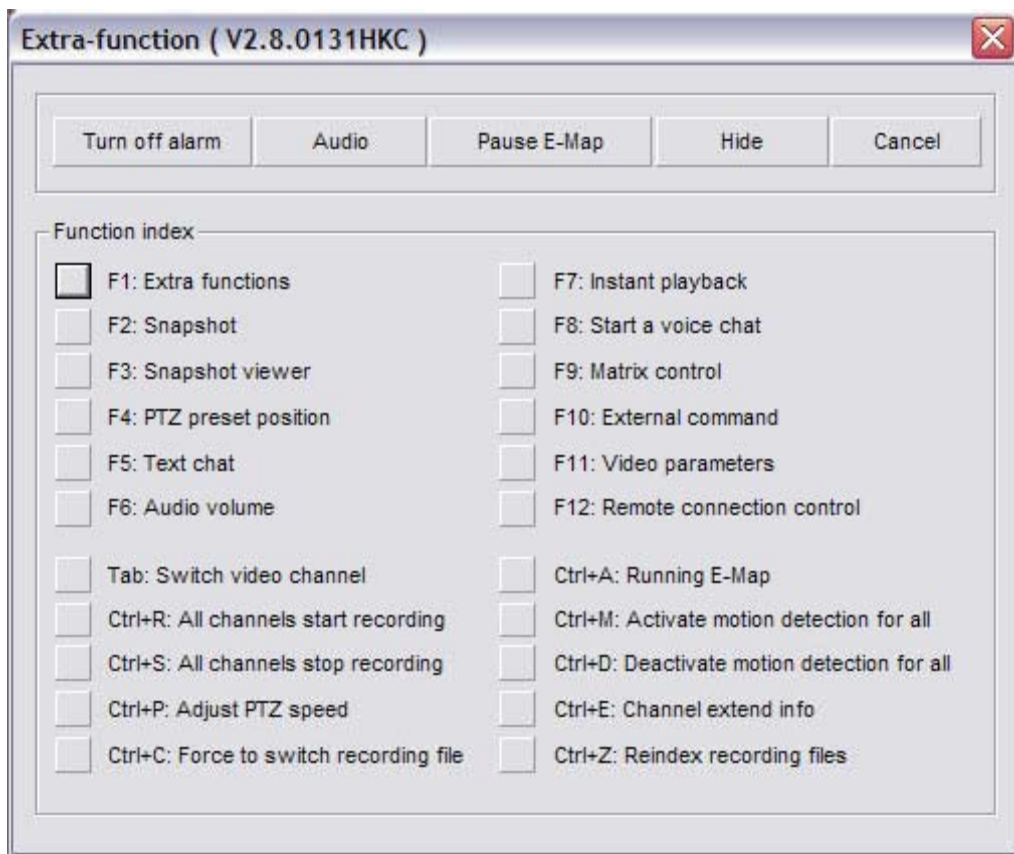 Extra-function ( V2.8.0131HKC )
Turn off alarm Audio Pause E-Map Hide Cancel
Function index
F1: Extra functions
F2: Snapshot
F3: Snapshot viewer
F4: PTZ preset position
F5: Text chat
F6: Audio volume
F7: Instant playback
F8: Start a voice chat
F9: Matrix control
F10: External command
F11: Video parameters
F12: Remote connection control
Tab: Switch video channel
Ctrl+R: All channels start recording
Ctrl+S: All channels stop recording
Ctrl+P: Adjust PTZ speed
Ctrl+C: Force to switch recording file
Ctrl+A: Running E-Map
Ctrl+M: Activate motion detection for all
Ctrl+D: Deactivate motion detection for all
Ctrl+E: Channel extend info
Ctrl+Z: Reindex recording files